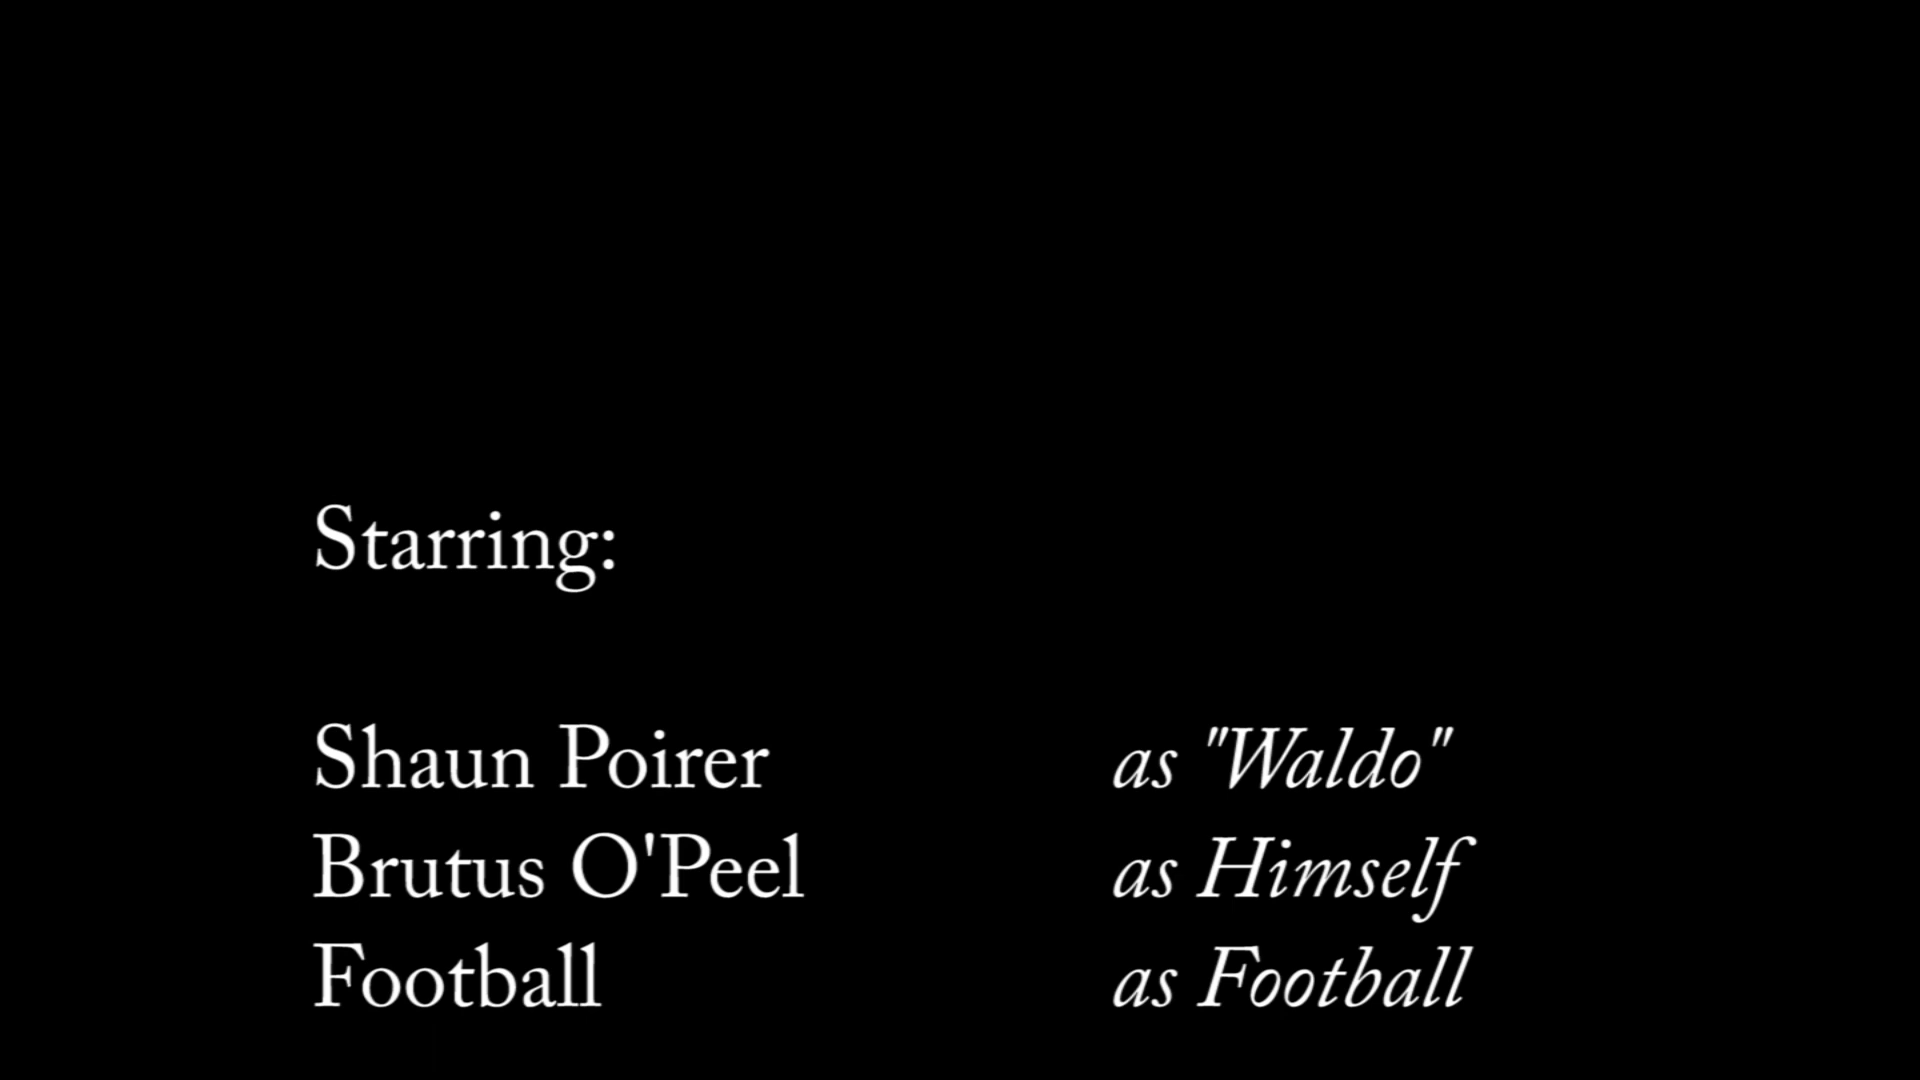 Starring:
Shaun Poirer as "Waldo"
Brutus O'Peel as Himself
Football as Football